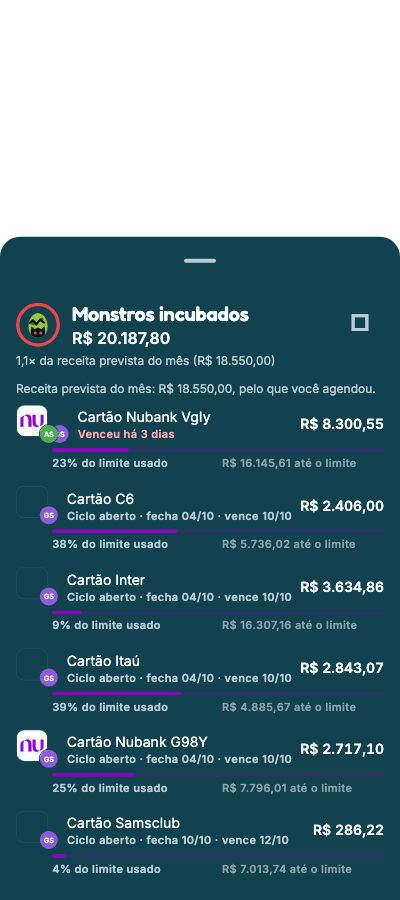 Monstros incubados
R$ 20.187,80
1,1× da receita prevista do mês (R$ 18.550,00)
Receita prevista do mês: R$ 18.550,00, pelo que você agendou.
nu
AS
GS
Cartão Nubank Vgly
Venceu há 3 dias
R$ 8.300,55
23% do limite usado
R$ 16.145,61 até o limite
GS
Cartão C6
Ciclo aberto · fecha 04/10 · vence 10/10
R$ 2.406,00
38% do limite usado
R$ 5.736,02 até o limite
GS
Cartão Inter
Ciclo aberto · fecha 04/10 · vence 10/10
R$ 3.634,86
9% do limite usado
R$ 16.307,16 até o limite
GS
Cartão Itaú
Ciclo aberto · fecha 04/10 · vence 10/10
R$ 2.843,07
39% do limite usado
R$ 4.885,67 até o limite
nu
GS
Cartão Nubank G98Y
Ciclo aberto · fecha 04/10 · vence 10/10
R$ 2.717,10
25% do limite usado
R$ 7.796,01 até o limite
GS
Cartão Samsclub
Ciclo aberto · fecha 10/10 · vence 12/10
R$ 286,22
4% do limite usado
R$ 7.013,74 até o limite